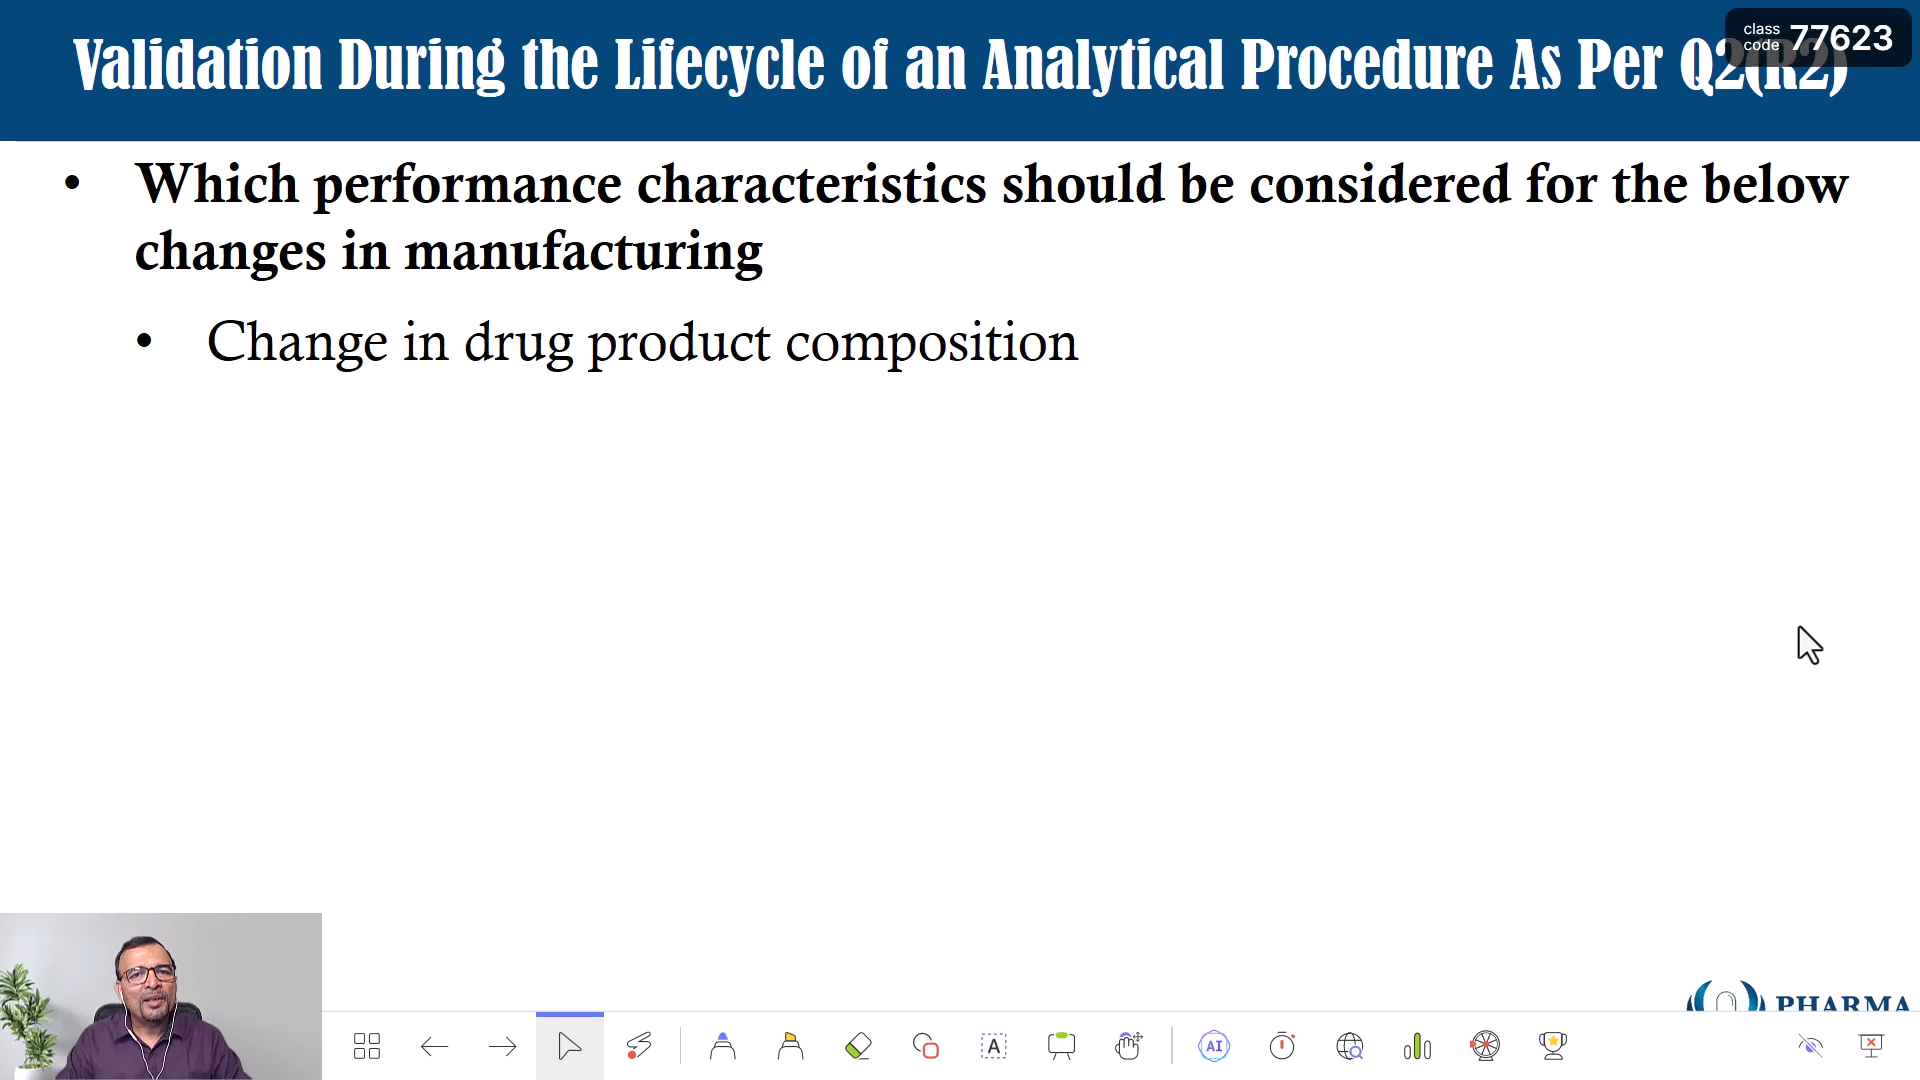 Validation During the Lifecycle of an Analytical Procedure As Per Q2(R2)
class
code 77623
• Which performance characteristics should be considered for the below
changes in manufacturing
• Change in drug product composition
PHARMA
A
AI